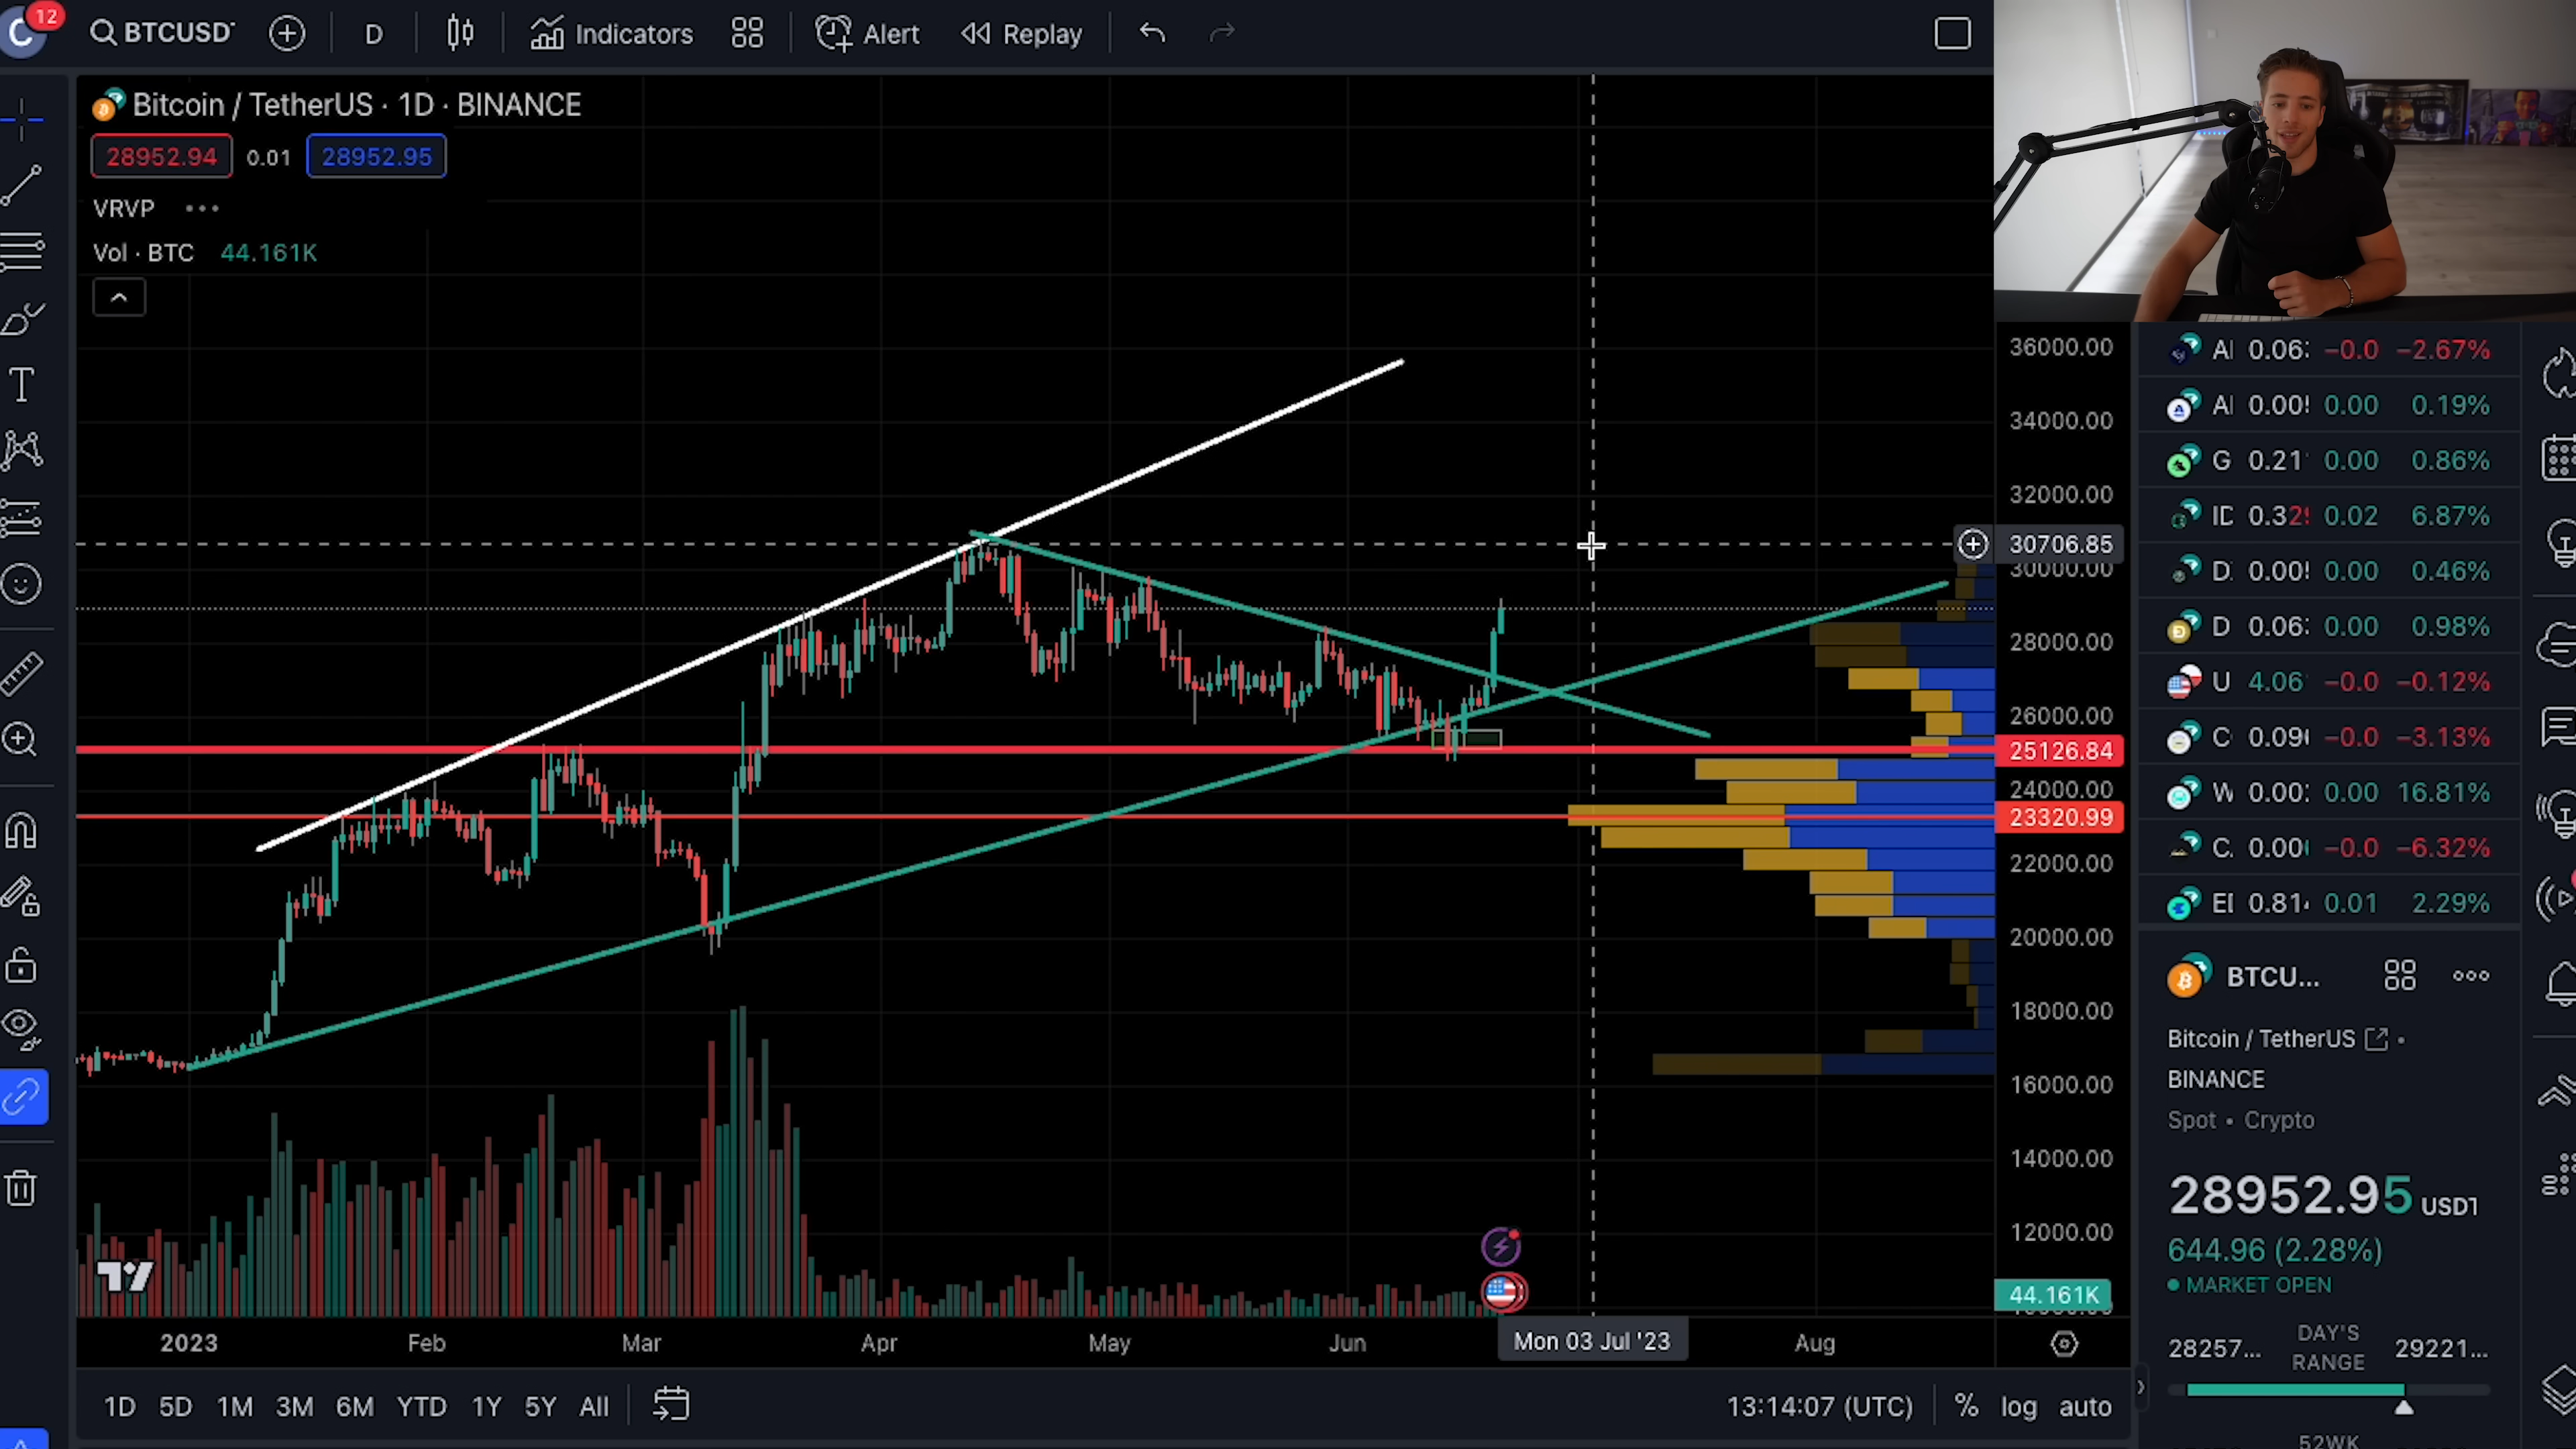 C 12 BTCUSD D Indicators Alert Replay
Bitcoin / TetherUS · 1D · BINANCE
28952.94 0.01 28952.95
VRVP
Vol · BTC 44.161K
36000.00
34000.00
32000.00
30706.85
30000.00
28000.00
26000.00
25126.84
24000.00
23320.99
22000.00
20000.00
18000.00
16000.00
14000.00
12000.00
44.161K
2023 Feb Mar Apr May Jun Mon 03 Jul '23 Aug
1D 5D 1M 3M 6M YTD 1Y 5Y All 13:14:07 (UTC) % log auto
0.06 −0.0 −2.67%
0.00 0.00 0.19%
G 0.21 0.00 0.86%
ID 0.32 0.02 6.87%
D 0.00 0.00 0.46%
D 0.06 0.00 0.98%
U 4.06 −0.0 −0.12%
C 0.09 −0.0 −3.13%
W 0.00 0.00 16.81%
C 0.00 −0.0 −6.32%
0.81 0.01 2.29%
BTCU...
Bitcoin / TetherUS
BINANCE
Spot • Crypto
28952.95 USDT
644.96 (2.28%)
MARKET OPEN
28257... DAY'S RANGE 29221...
52WK